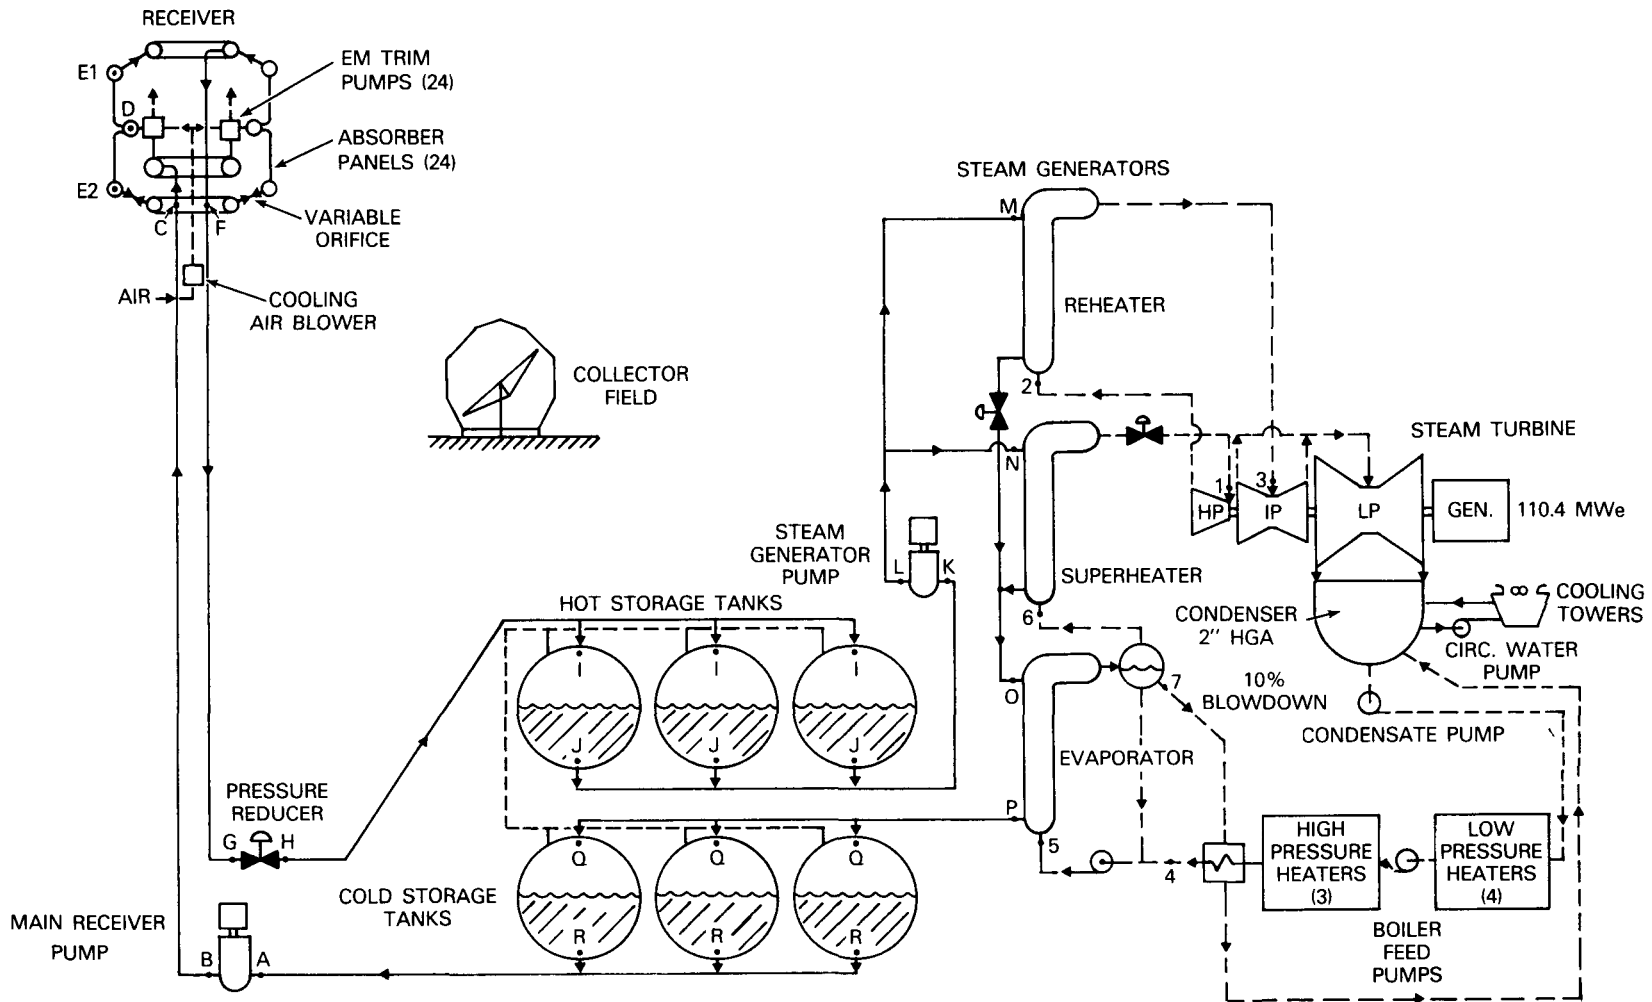 RECEIVER
E1
EM TRIM
PUMPS (24)
D
ABSORBER
PANELS (24)
E2
C
F
VARIABLE
ORIFICE
AIR
COOLING
AIR BLOWER
COLLECTOR
FIELD
STEAM GENERATORS
M
REHEATER
2
N
STEAM TURBINE
1
3
HP
IP
LP
GEN.
110.4 MWe
STEAM
GENERATOR
PUMP
L
K
SUPERHEATER
6
CONDENSER
2" HGA
COOLING
TOWERS
CIRC. WATER
PUMP
HOT STORAGE TANKS
I
I
I
J
J
J
O
7
10%
BLOWDOWN
CONDENSATE PUMP
EVAPORATOR
P
5
4
HIGH
PRESSURE
HEATERS
(3)
LOW
PRESSURE
HEATERS
(4)
BOILER
FEED
PUMPS
PRESSURE
REDUCER
G
H
Q
Q
Q
COLD STORAGE
TANKS
R
R
R
MAIN RECEIVER
PUMP
B
A